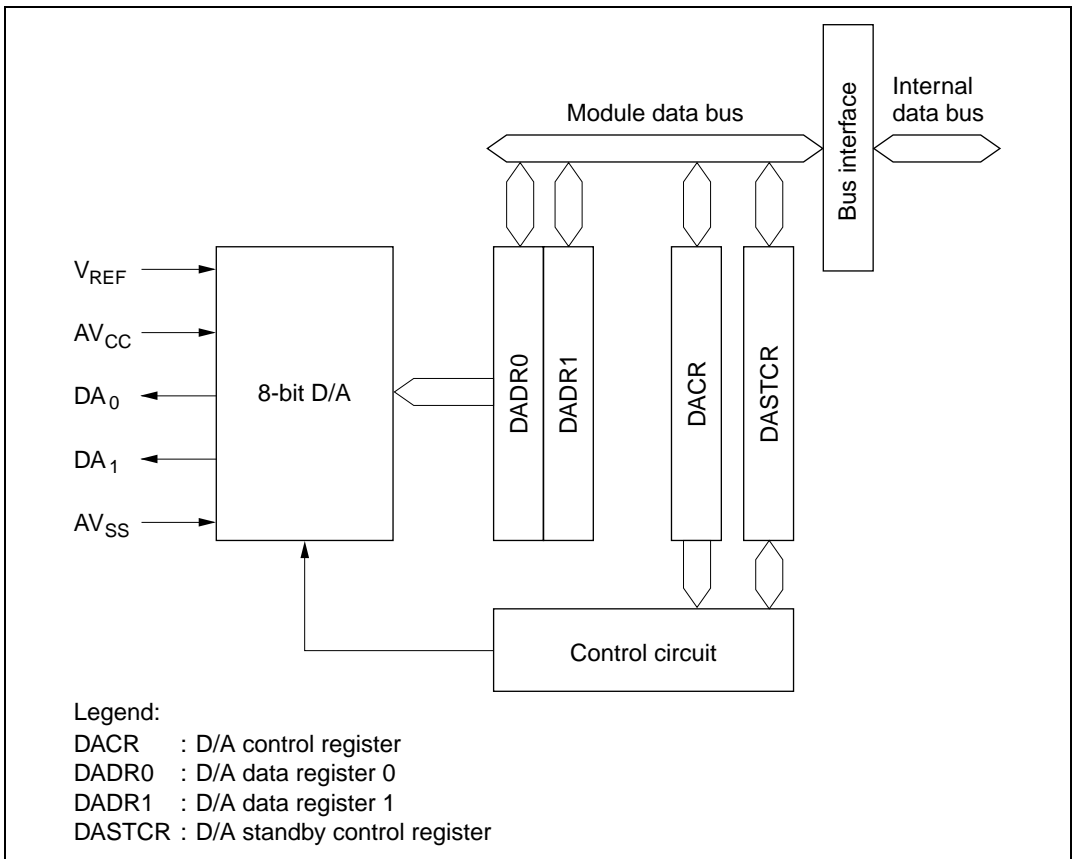 Internal
data bus
Module data bus
Bus interface
V_REF
AV_CC
DA_0
DA_1
AV_SS
8-bit D/A
DADR0
DADR1
DACR
DASTCR
Control circuit
Legend:
DACR : D/A control register
DADR0 : D/A data register 0
DADR1 : D/A data register 1
DASTCR : D/A standby control register